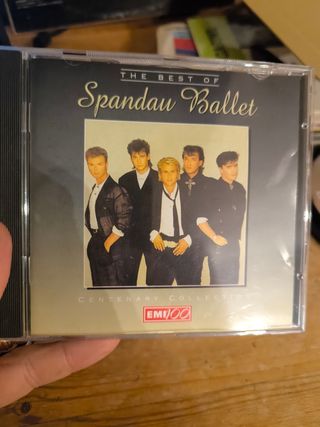 THE BEST OF
Spandau Ballet
CENTENARY COLLECTION
EMI 100